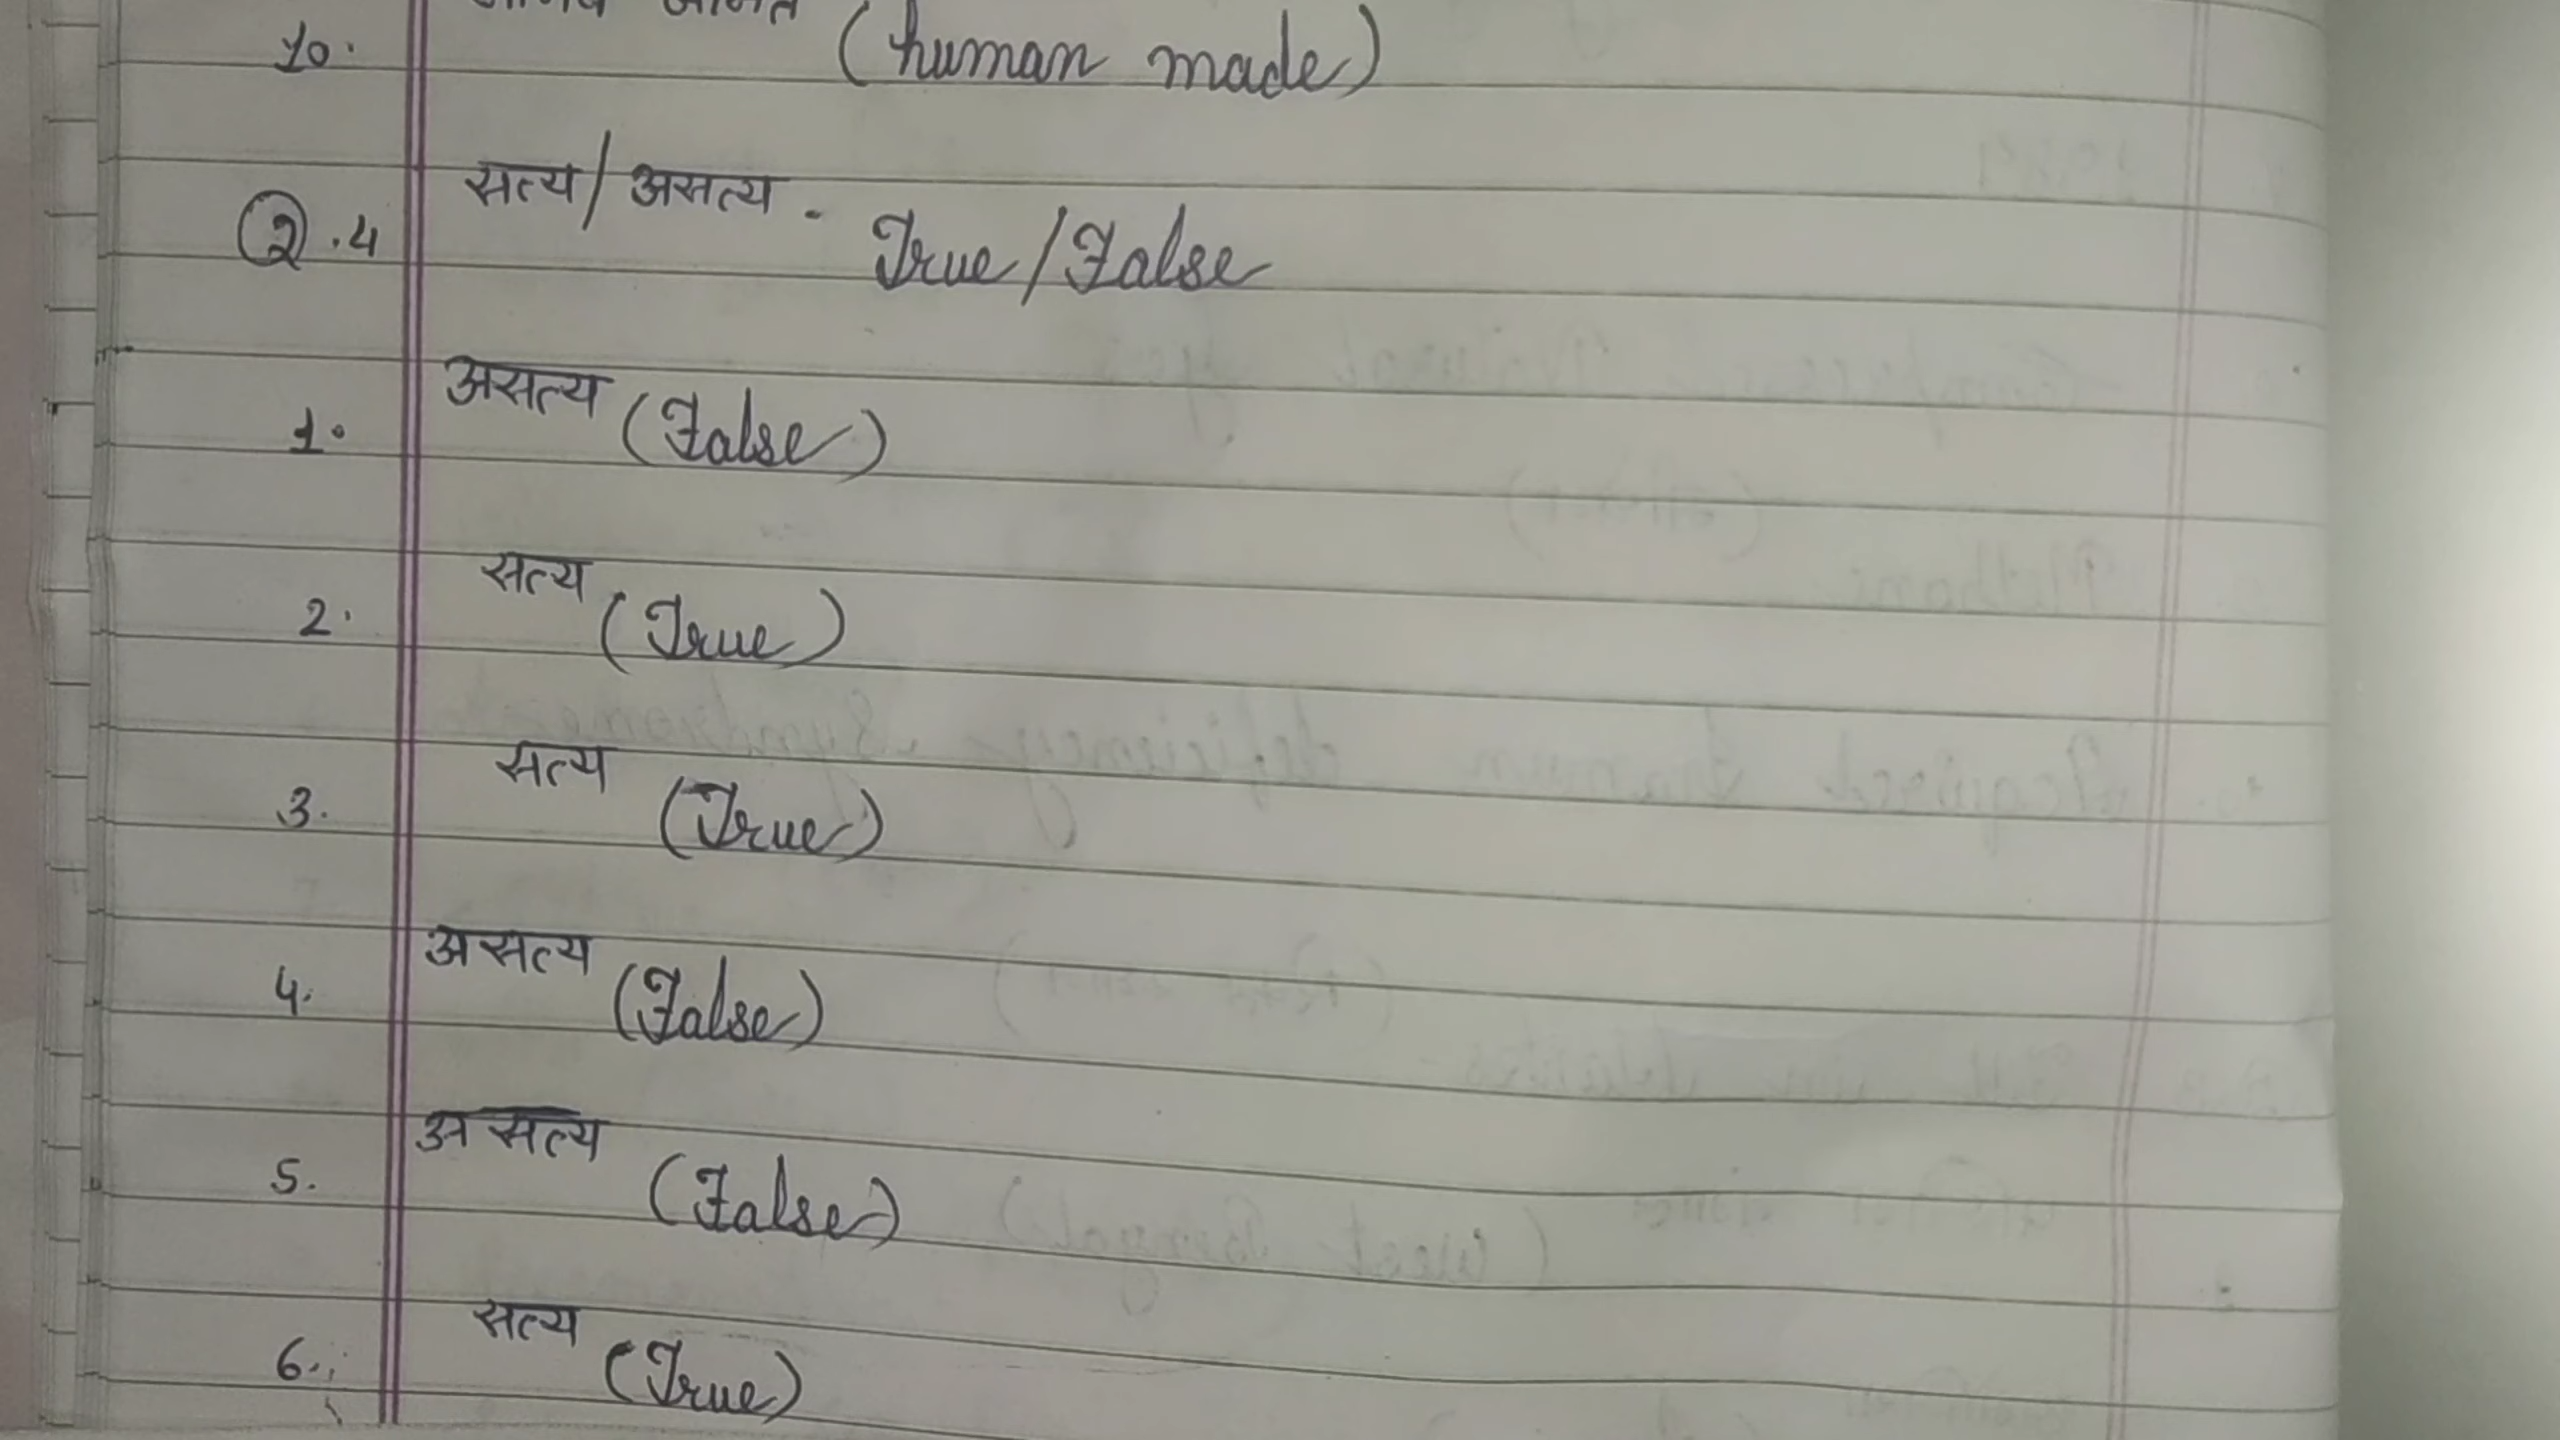 10. (human made)
Q.4 सत्य/असत्य. True/False
1. असत्य (False)
2. सत्य (True)
3. सत्य (True)
4. असत्य (False)
5. असत्य (False)
6. सत्य (True)